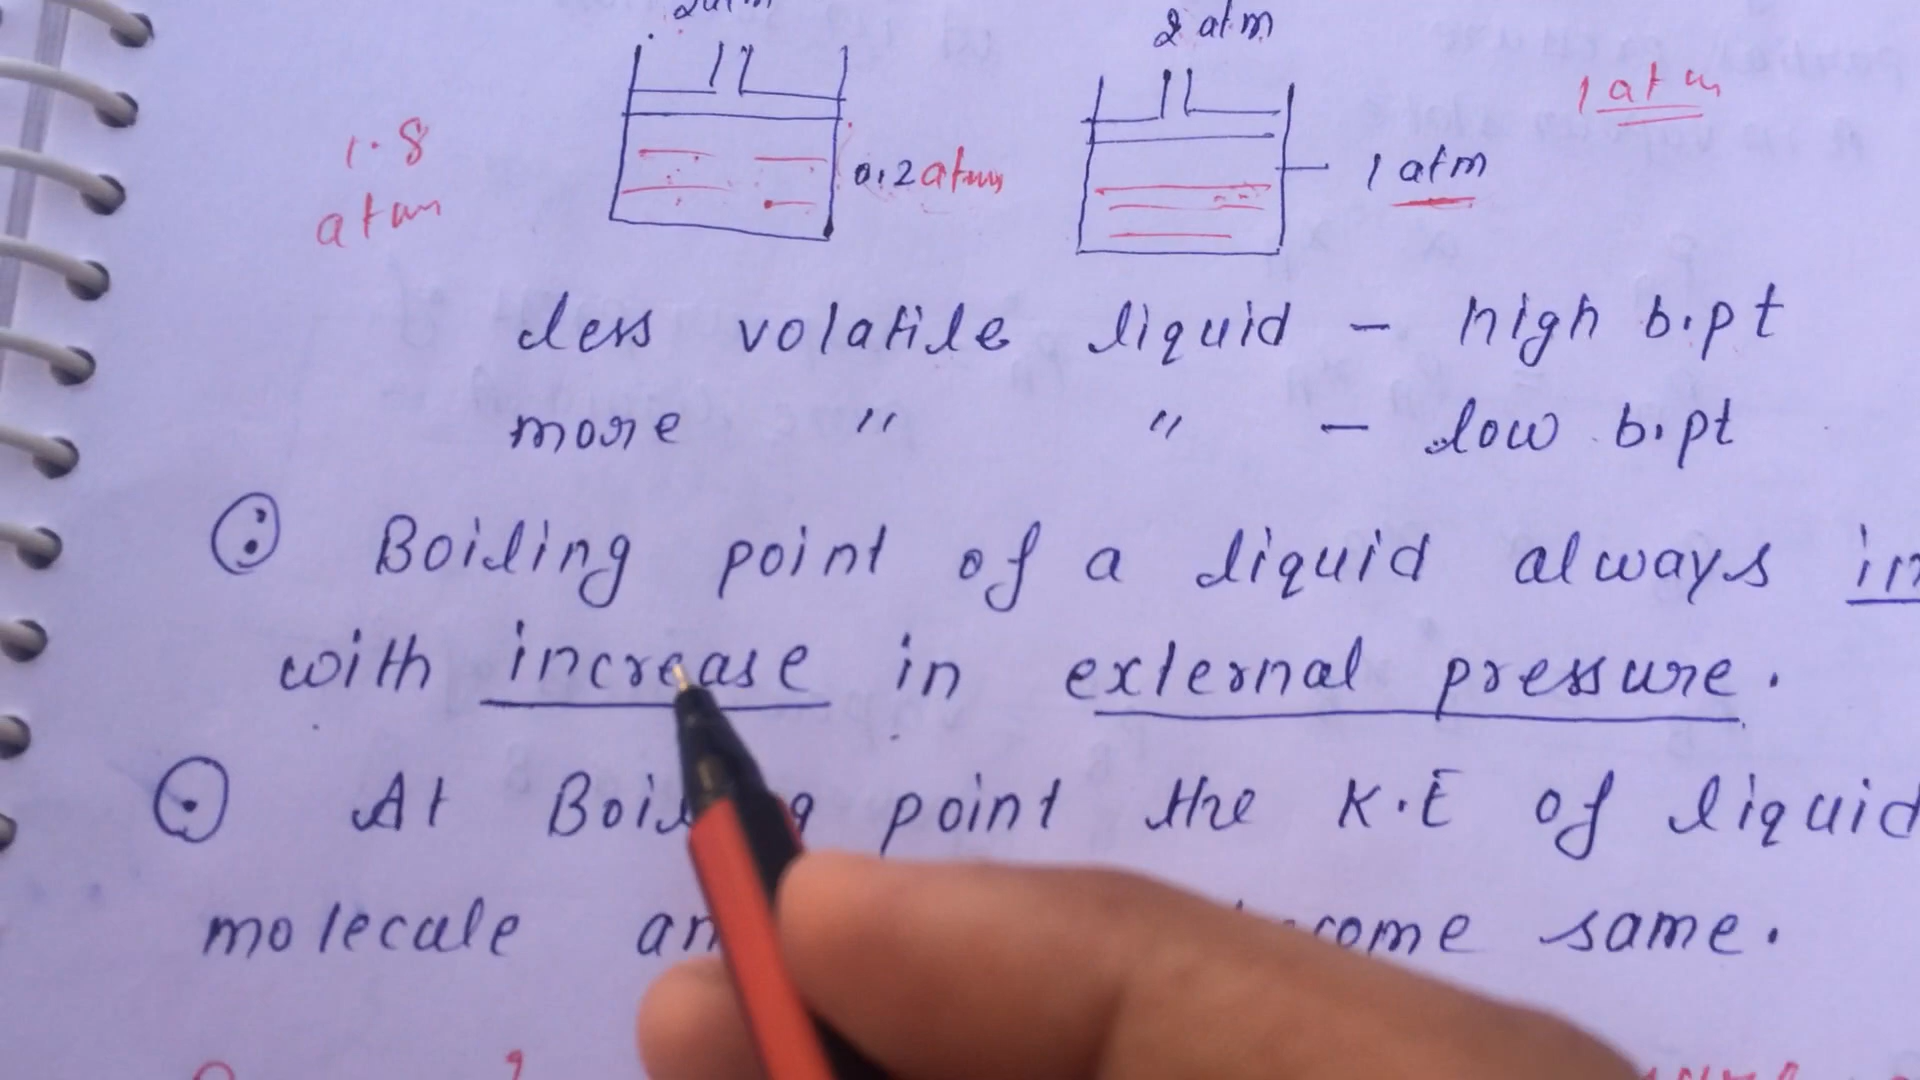 2 atm
1 atm
1.8
atm
0.2 atm
1 atm
less volatile liquid - high b.pt
more " " - low b.pt
Boiling point of a liquid always
with increase in external pressure.
At point the K.E of liquid
molecule same.